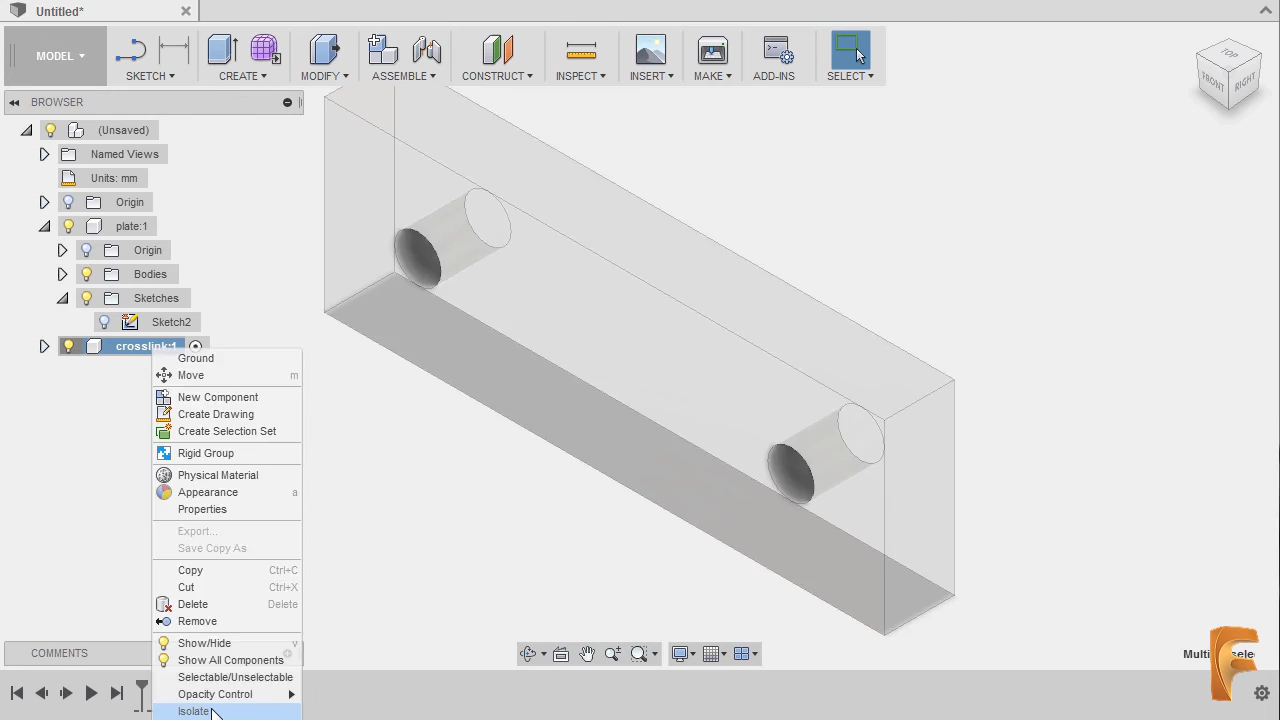 Untitled*
MODEL
SKETCH
CREATE
MODIFY
ASSEMBLE
CONSTRUCT
INSPECT
INSERT
MAKE
ADD-INS
SELECT
TOP
FRONT
RIGHT
BROWSER
(Unsaved)
Named Views
Units: mm
Origin
plate:1
Origin
Bodies
Sketches
Sketch2
crosslink:1
Ground
Move m
New Component
Create Drawing
Create Selection Set
Rigid Group
Physical Material
Appearance a
Properties
Export...
Save Copy As
Copy Ctrl+C
Cut Ctrl+X
Delete Delete
Remove
Show/Hide v
Show All Components
Selectable/Unselectable
Opacity Control
Isolate
COMMENTS